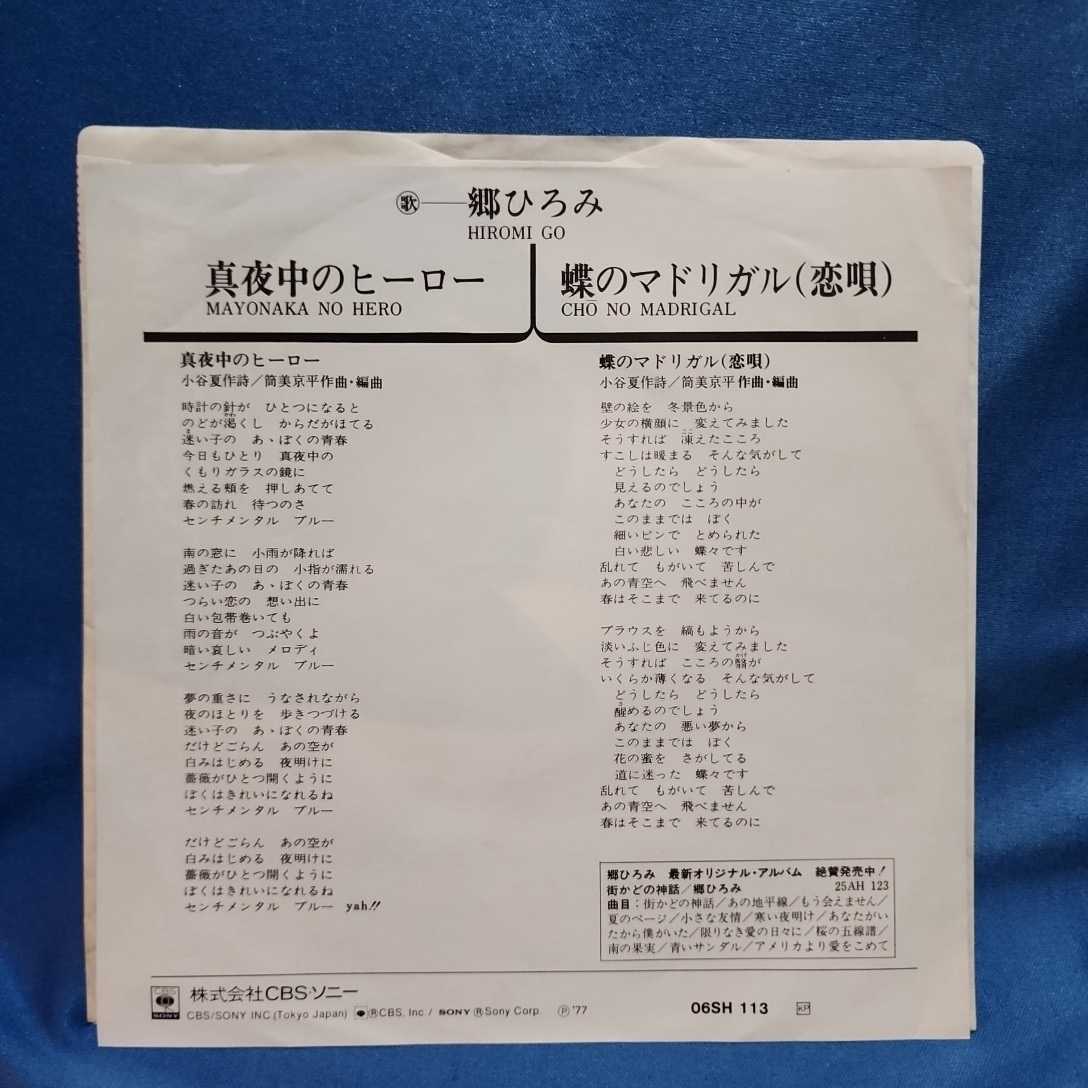 歌 郷ひろみ
HIROMI GO
真夜中のヒーロー
MAYONAKA NO HERO
蝶のマドリガル(恋唄)
CHO NO MADRIGAL
真夜中のヒーロー
小谷夏作詩/筒美京平作曲・編曲
時計の針が ひとつになると
のどが渇くし からだがほてる
迷い子の あゝぼくの青春
今日もひとり 真夜中の
くもりガラスの鏡に
燃える頬を 押しあてて
春の訪れ 待つのさ
センチメンタル ブルー
南の窓に 小雨が降れば
過ぎたあの日の 小指が濡れる
迷い子の あゝぼくの青春
つらい恋の 想い出に
白い包帯巻いても
雨の音が つぶやくよ
暗い哀しい メロディ
センチメンタル ブルー
夢の重さに うなされながら
夜のほとりを 歩きつづける
迷い子の あゝぼくの青春
だけどごらん あの空が
白みはじめる 夜明けに
薔薇がひとつ開くように
ぼくはきれいになれるね
センチメンタル ブルー
だけどごらん あの空が
白みはじめる 夜明けに
薔薇がひとつ開くように
ぼくはきれいになれるね
センチメンタル ブルー yah!!
蝶のマドリガル(恋唄)
小谷夏作詩/筒美京平作曲・編曲
壁の絵を 冬景色から
少女の横顔に 変えてみました
そうすれば 凍えたこころ
すこしは暖まる そんな気がして
どうしたら どうしたら
見えるのでしょう
あなたの こころの中が
このままでは ぼく
細いピンで とめられた
白い悲しい 蝶々です
乱れて もがいて 苦しんで
あの青空へ 飛べません
春はそこまで 来てるのに
ブラウスを 縞もようから
淡いふじ色に 変えてみました
そうすれば こころの翳が
いくらか薄くなる そんな気がして
どうしたら どうしたら
醒めるのでしょう
あなたの 悪い夢から
このままでは ぼく
花の蜜を さがしてる
道に迷った 蝶々です
乱れて もがいて 苦しんで
あの青空へ 飛べません
春はそこまで 来てるのに
郷ひろみ 最新オリジナル・アルバム 絶賛発売中!
街かどの神話/郷ひろみ 25AH 123
曲目:街かどの神話/あの地平線/もう会えません/
夏のページ/小さな友情/寒い夜明け/あなたがい
たから僕がいた/限りなき愛の日々に/桜の五線譜/
南の果実/青いサンダル/アメリカより愛をこめて
CBS SONY 株式会社CBS・ソニー
CBS/SONY INC.(Tokyo Japan) ®CBS. Inc/ SONY ®Sony Corp. ℗'77
06SH 113 KP